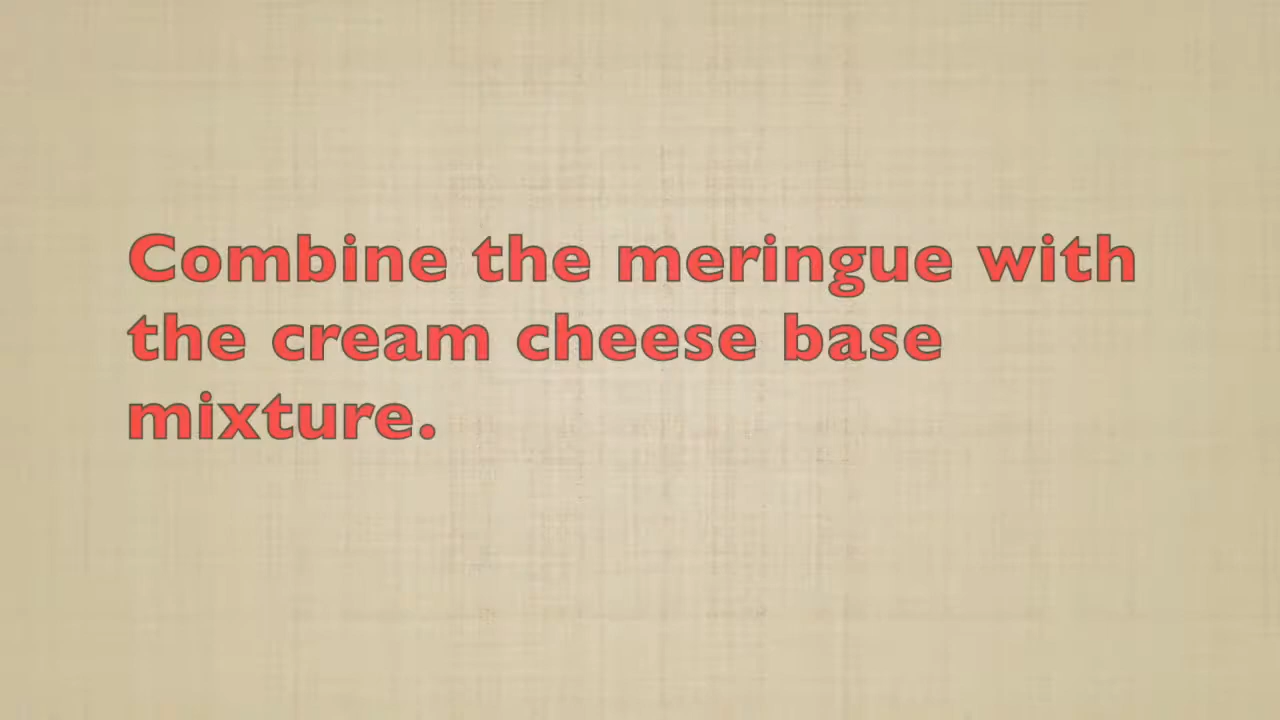 Combine the meringue with
the cream cheese base
mixture.